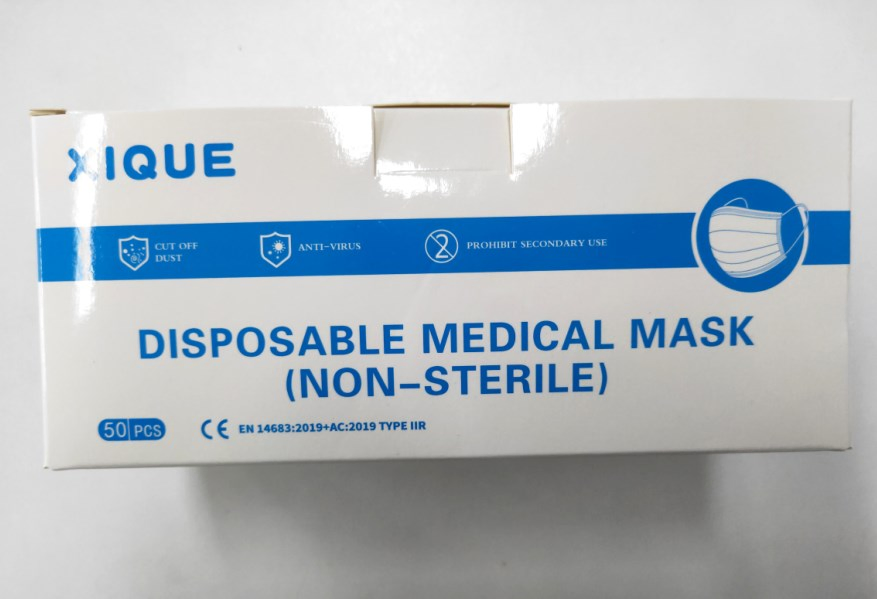 XIQUE
CUT OFF
DUST
ANTI-VIRUS
2
PROHIBIT SECONDARY USE
DISPOSABLE MEDICAL MASK
(NON-STERILE)
50 PCS
CE EN 14683:2019+AC:2019 TYPE IIR